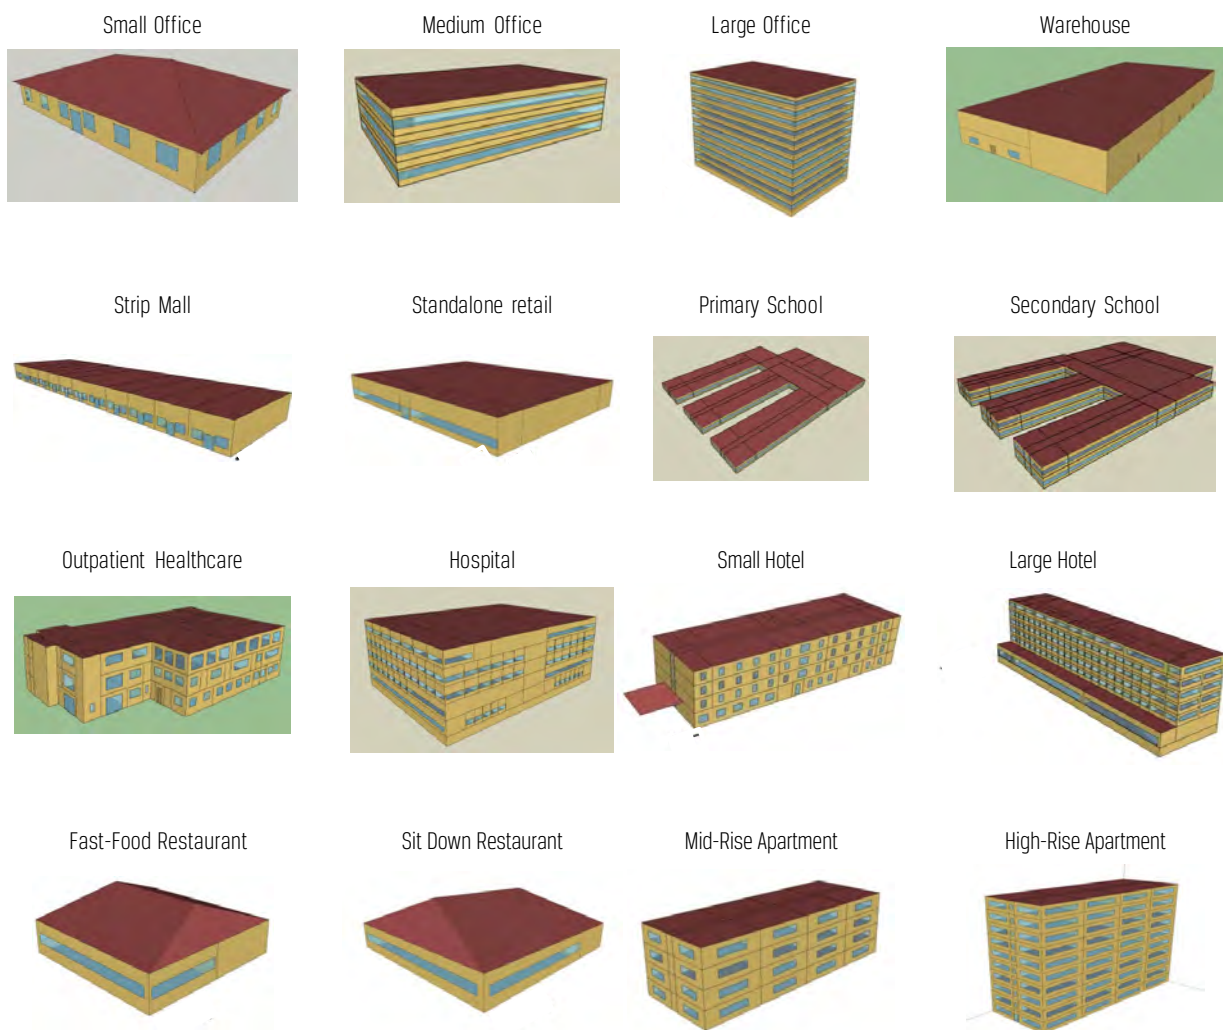 Small Office
Medium Office
Large Office
Warehouse
Strip Mall
Standalone retail
Primary School
Secondary School
Outpatient Healthcare
Hospital
Small Hotel
Large Hotel
Fast-Food Restaurant
Sit Down Restaurant
Mid-Rise Apartment
High-Rise Apartment